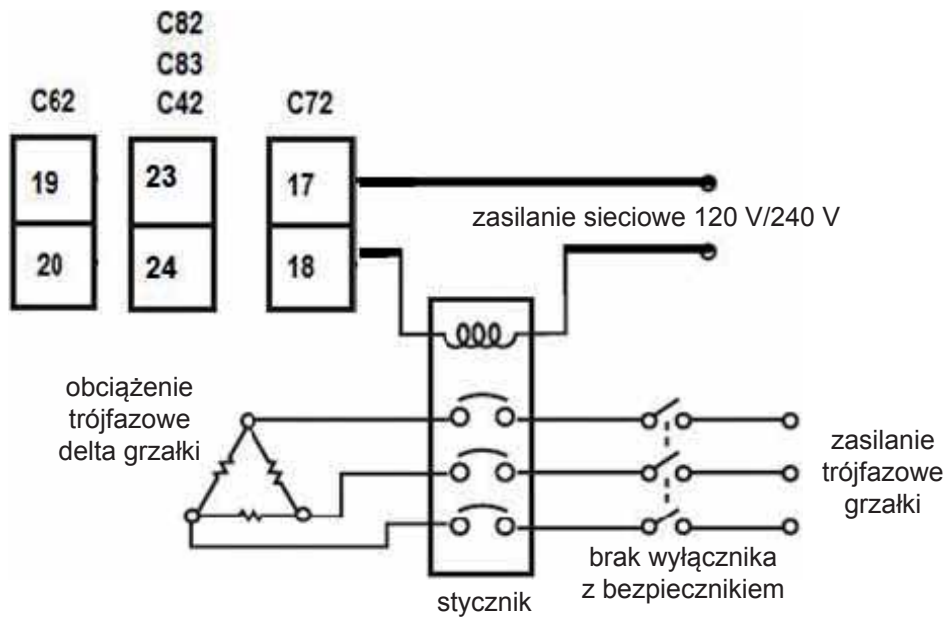 C82
C83
C62
C42
C72
19
23
17
zasilanie sieciowe 120 V/240 V
20
24
18
obciążenie
trójfazowe
delta grzałki
zasilanie
trójfazowe
grzałki
brak wyłącznika
z bezpiecznikiem
stycznik